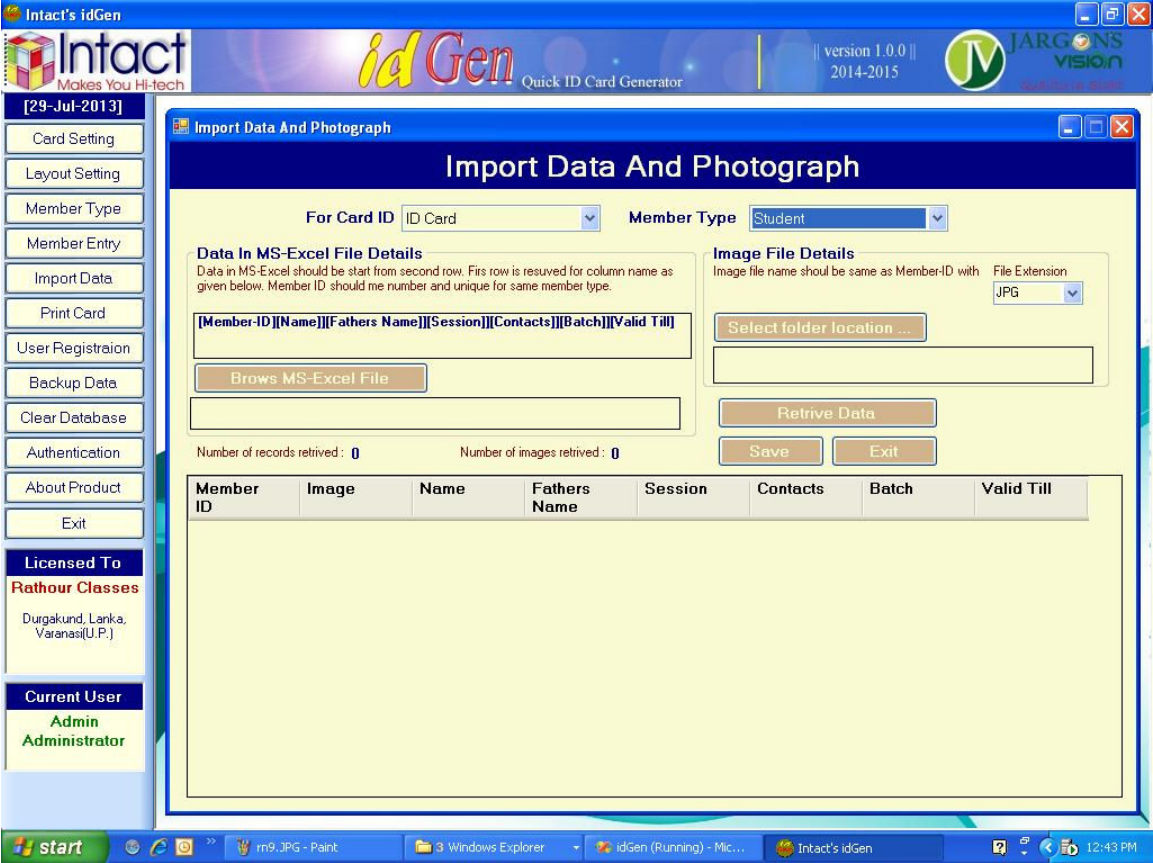 Intact's idGen
Intact
Makes You Hi-tech
idGen Quick ID Card Generator
|| version 1.0.0 ||
2014-2015
JV JARGONS
VISION
[29-Jul-2013]
Card Setting
Layout Setting
Member Type
Member Entry
Import Data
Print Card
User Registraion
Backup Data
Clear Database
Authentication
About Product
Exit
Licensed To
Rathour Classes
Durgakund, Lanka,
Varanasi(U.P.)
Current User
Admin
Administrator
Import Data And Photograph
Import Data And Photograph
For Card ID ID Card Member Type Student
Data In MS-Excel File Details
Data in MS-Excel should be start from second row. Firs row is resuved for column name as
given below. Member ID should me number and unique for same member type.
[Member-ID][Name]][Fathers Name]][Session]][Contacts]][Batch]][Valid Till]
Brows MS-Excel File
Image File Details
Image file name shoul be same as Member-ID with File Extension
JPG
Select folder location ...
Retrive Data
Number of records retrived : 0 Number of images retrived : 0
Save Exit
Member ID Image Name Fathers Name Session Contacts Batch Valid Till
start rn9.JPG - Paint 3 Windows Explorer idGen (Running) - Mic... Intact's idGen 12:43 PM